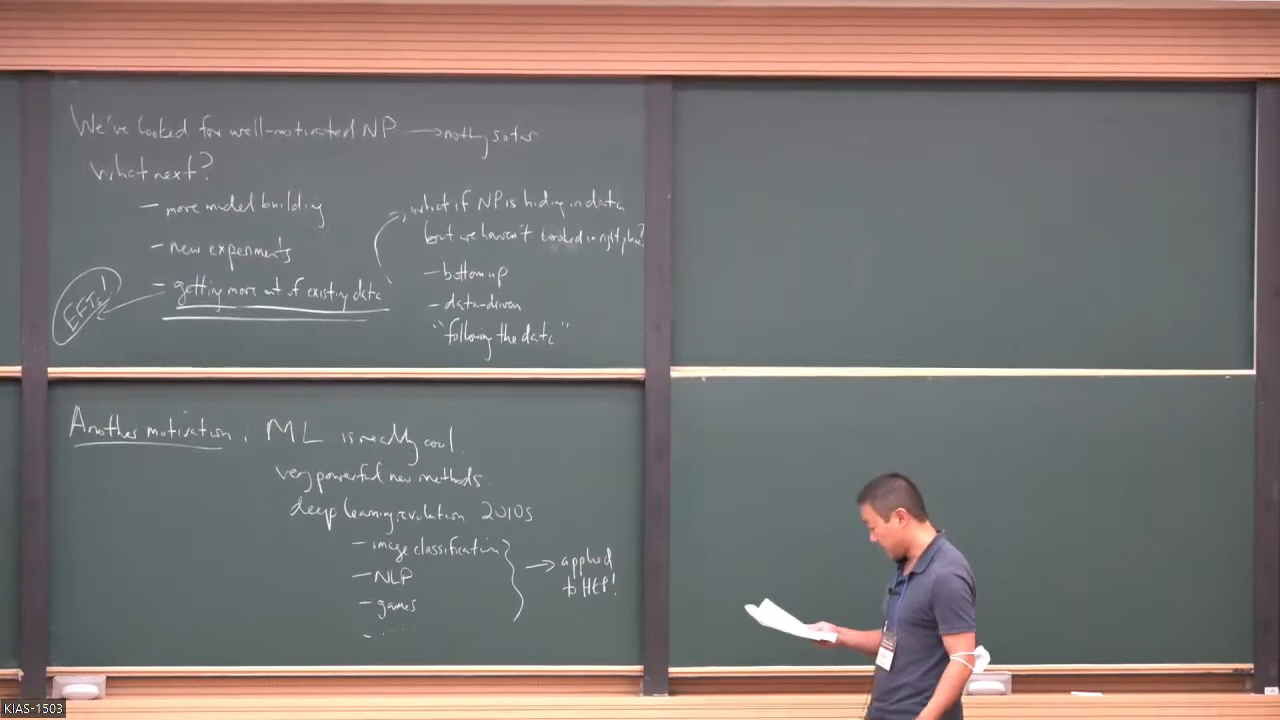 We've looked for well-motivated NP → nothing so far
What next?
- more model building
- new experiments
- getting more out of existing data
EFTs!
what if NP is hiding in data
but we haven't looked in right place?
- bottom up
- data-driven
"following the data"
Another motivation: ML is really cool.
very powerful new methods
deep learning revolution 2010s
- image classification
- NLP
- games
- ....
→ applied
to HEP!
KIAS-1503